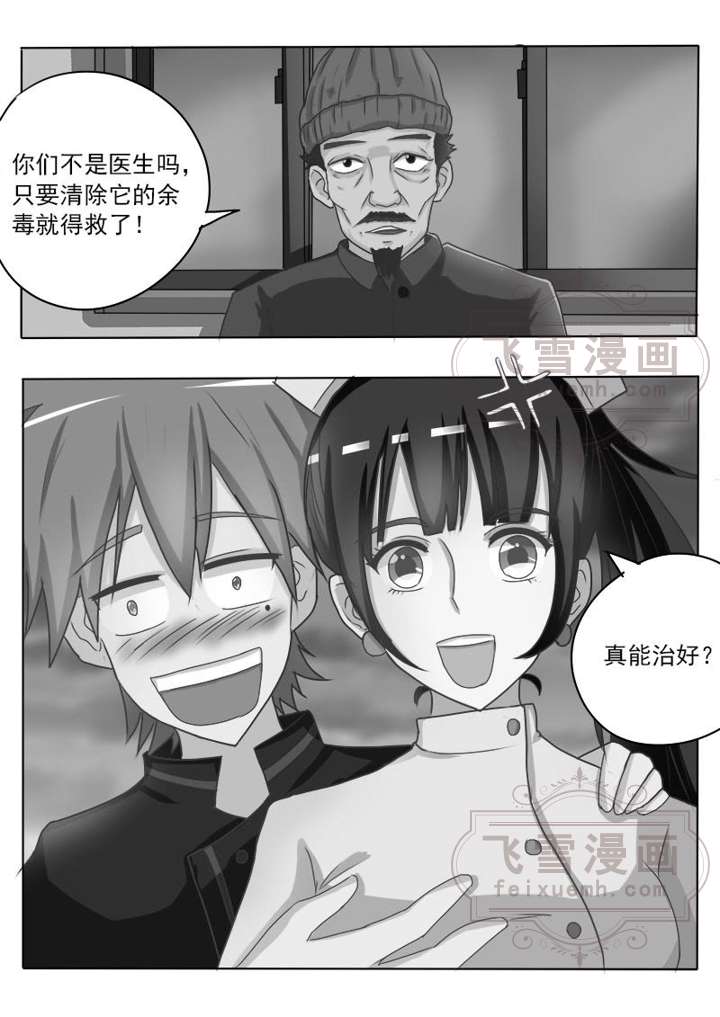 你们不是医生吗，
只要清除它的余
毒就得救了！
飞雪漫画
feixuemh.com
真能治好？
飞雪漫画
feixuemh.com